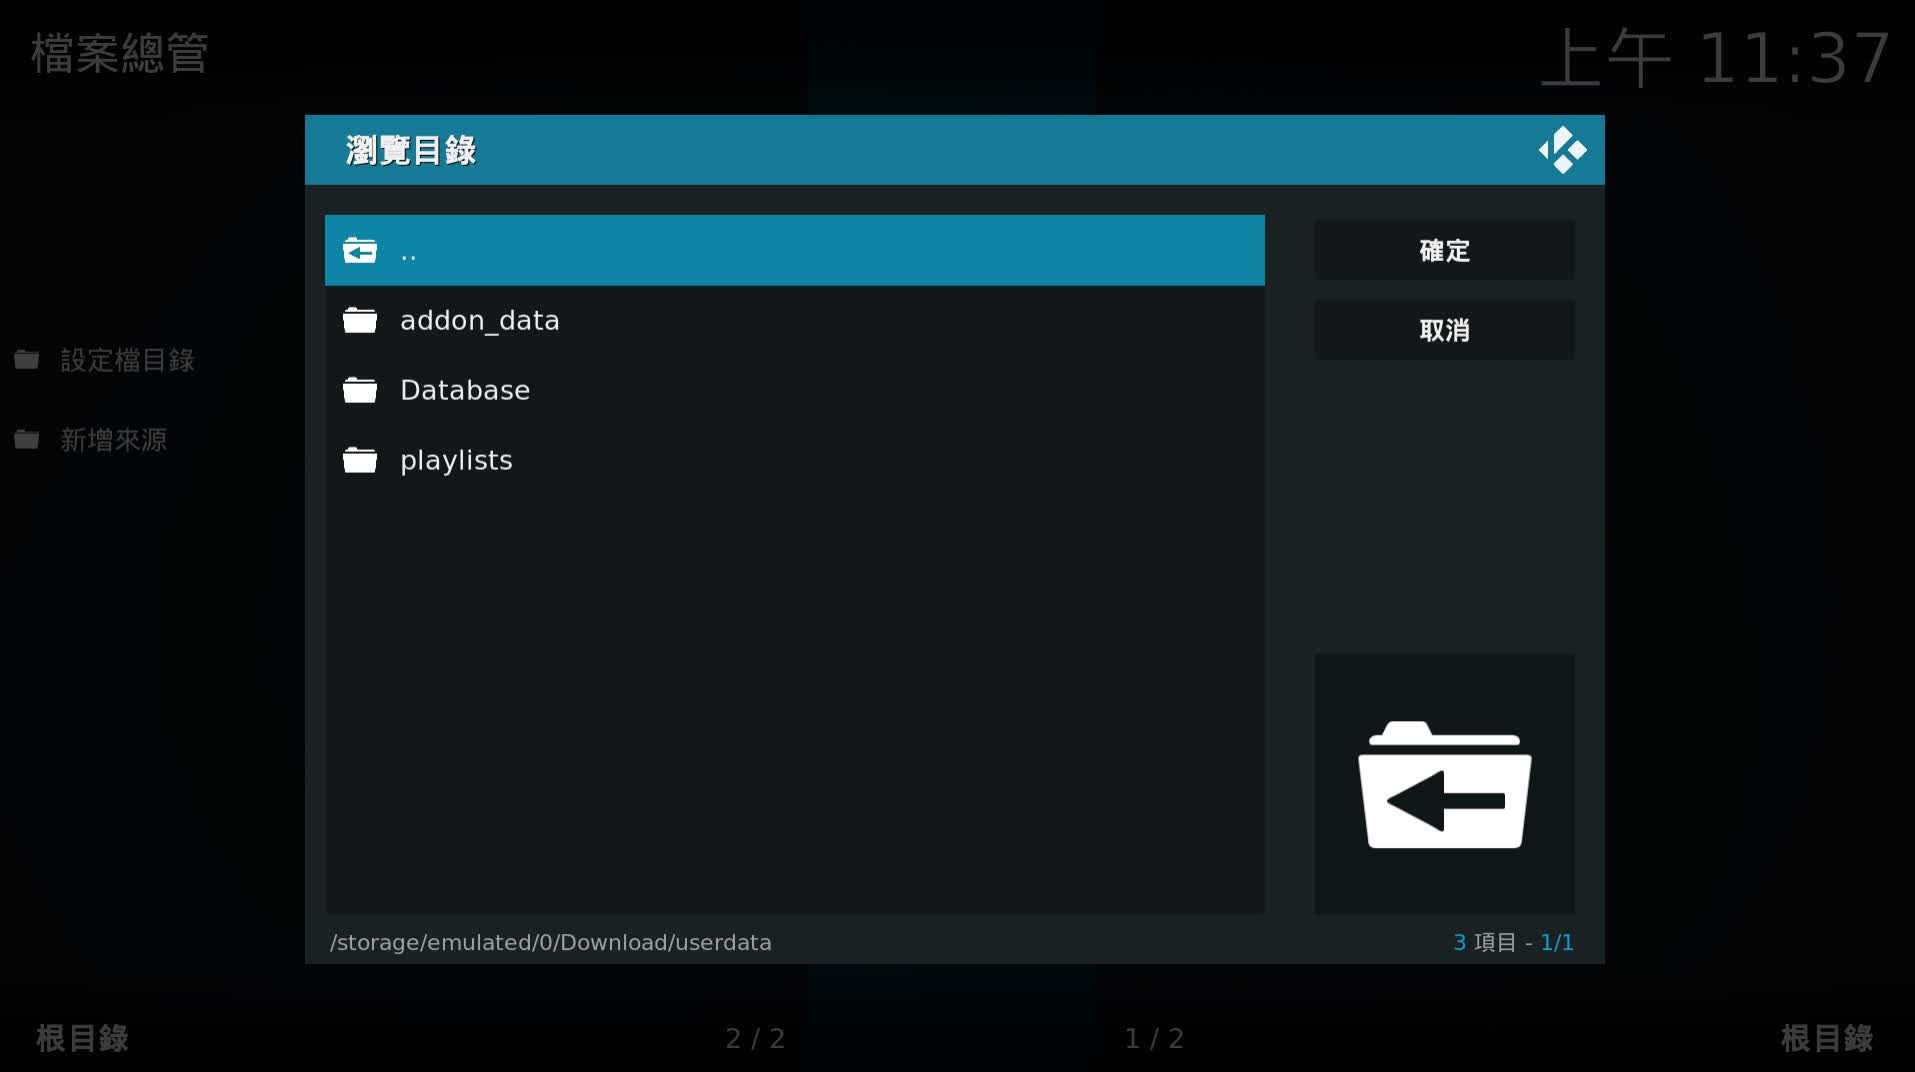 檔案總管
上午 11:37
瀏覽目錄
..
addon_data
Database
playlists
確定
取消
設定檔目錄
新增來源
/storage/emulated/0/Download/userdata
3 項目 - 1/1
根目錄
2 / 2
1 / 2
根目錄